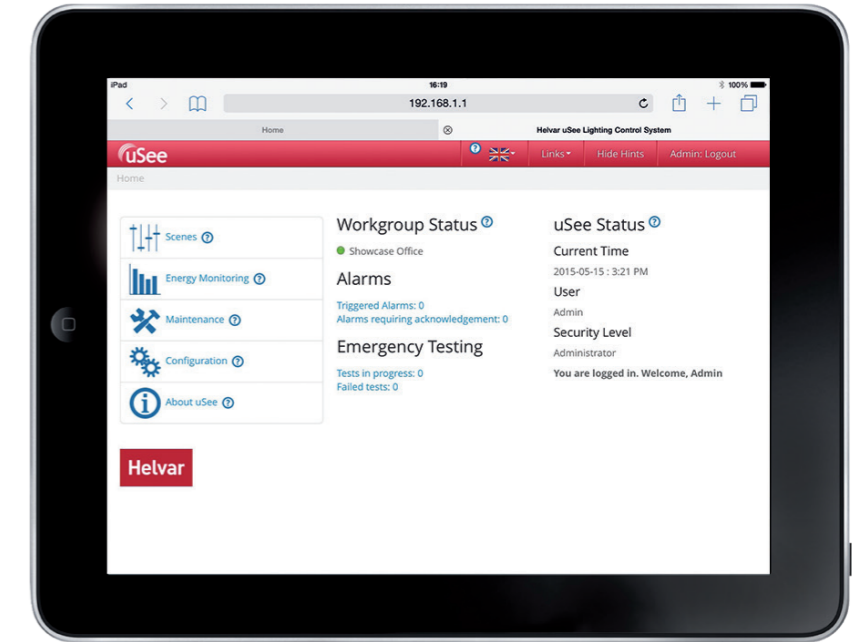 iPad
16:19
100%
192.168.1.1
Home
Helvar uSee Lighting Control System
uSee
Links
Hide Hints
Admin: Logout
Home
Scenes
Energy Monitoring
Maintenance
Configuration
About uSee
Helvar
Workgroup Status
Showcase Office
Alarms
Triggered Alarms: 0
Alarms requiring acknowledgement: 0
Emergency Testing
Tests in progress: 0
Failed tests: 0
uSee Status
Current Time
2015-05-15 : 3:21 PM
User
Admin
Security Level
Administrator
You are logged in. Welcome, Admin